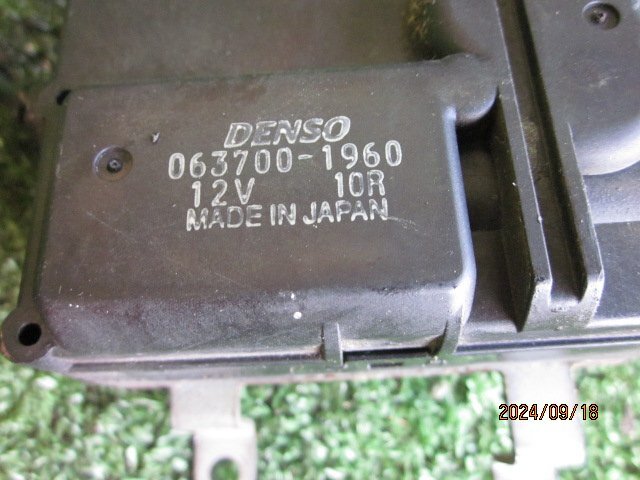 DENSO
063700-1960
12V 10R
MADE IN JAPAN
2024/09/18